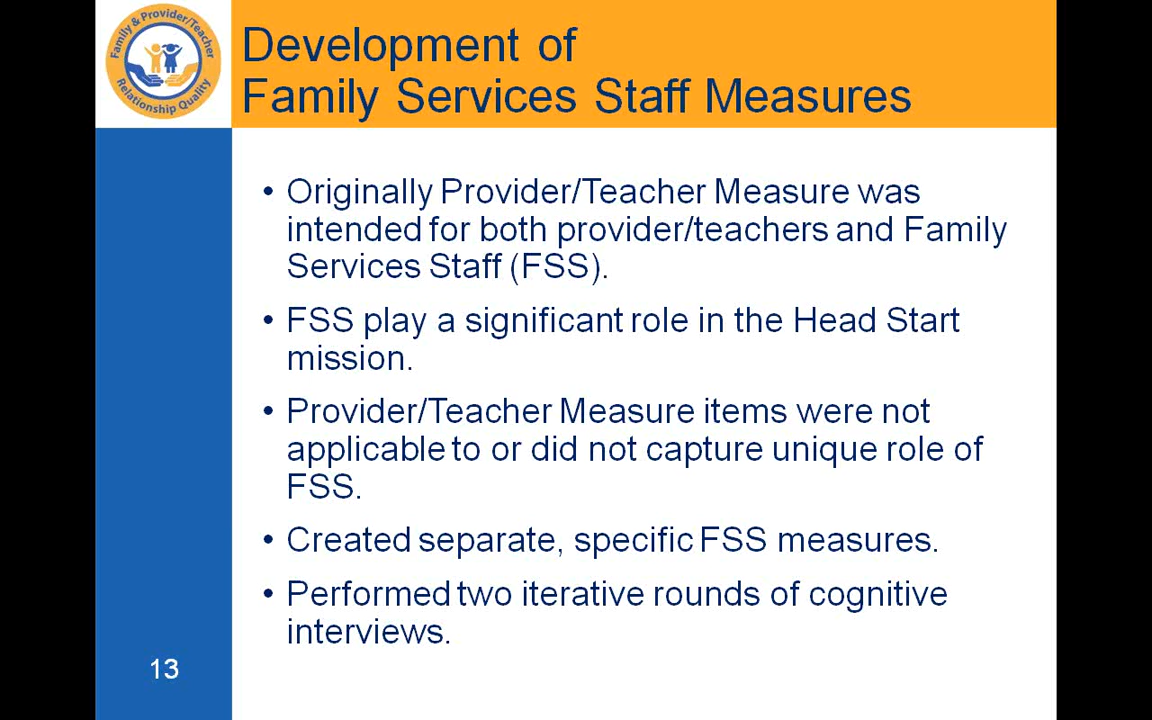 Family & Provider/Teacher
Relationship Quality
Development of
Family Services Staff Measures
• Originally Provider/Teacher Measure was
intended for both provider/teachers and Family
Services Staff (FSS).
• FSS play a significant role in the Head Start
mission.
• Provider/Teacher Measure items were not
applicable to or did not capture unique role of
FSS.
• Created separate, specific FSS measures.
• Performed two iterative rounds of cognitive
interviews.
13